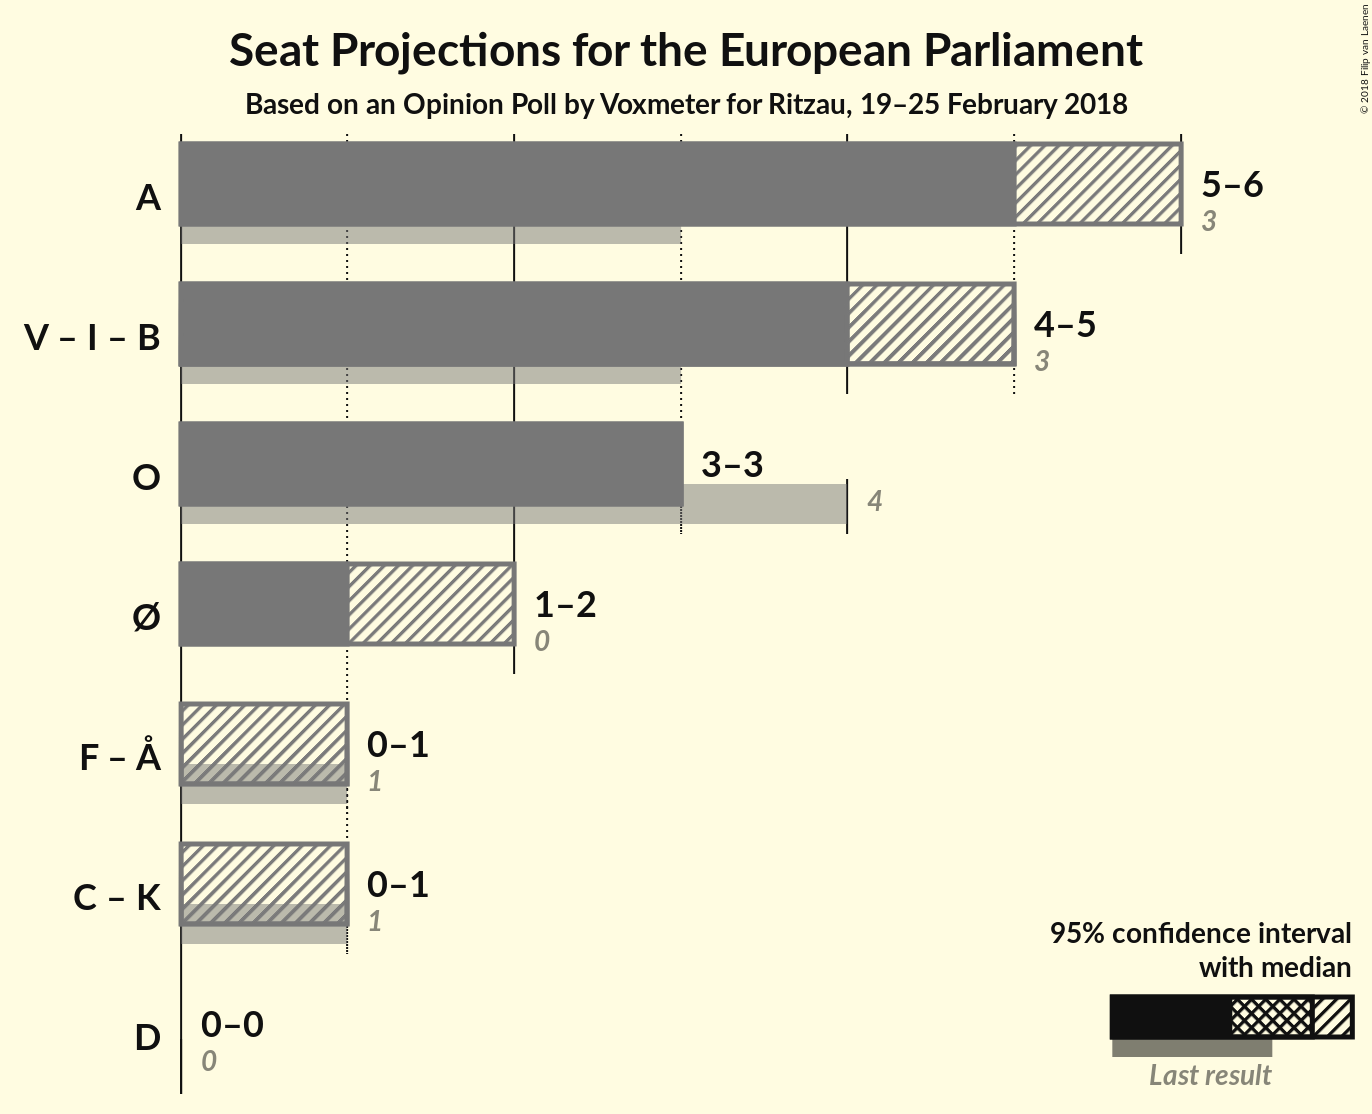 Seat Projections for the European Parliament
Based on an Opinion Poll by Voxmeter for Ritzau, 19–25 February 2018
© 2018 Filip van Laenen
A
5–6
3
V – I – B
4–5
3
O
3–3
4
Ø
1–2
0
F – Å
0–1
1
C – K
0–1
1
D
0–0
0
95% confidence interval
with median
Last result